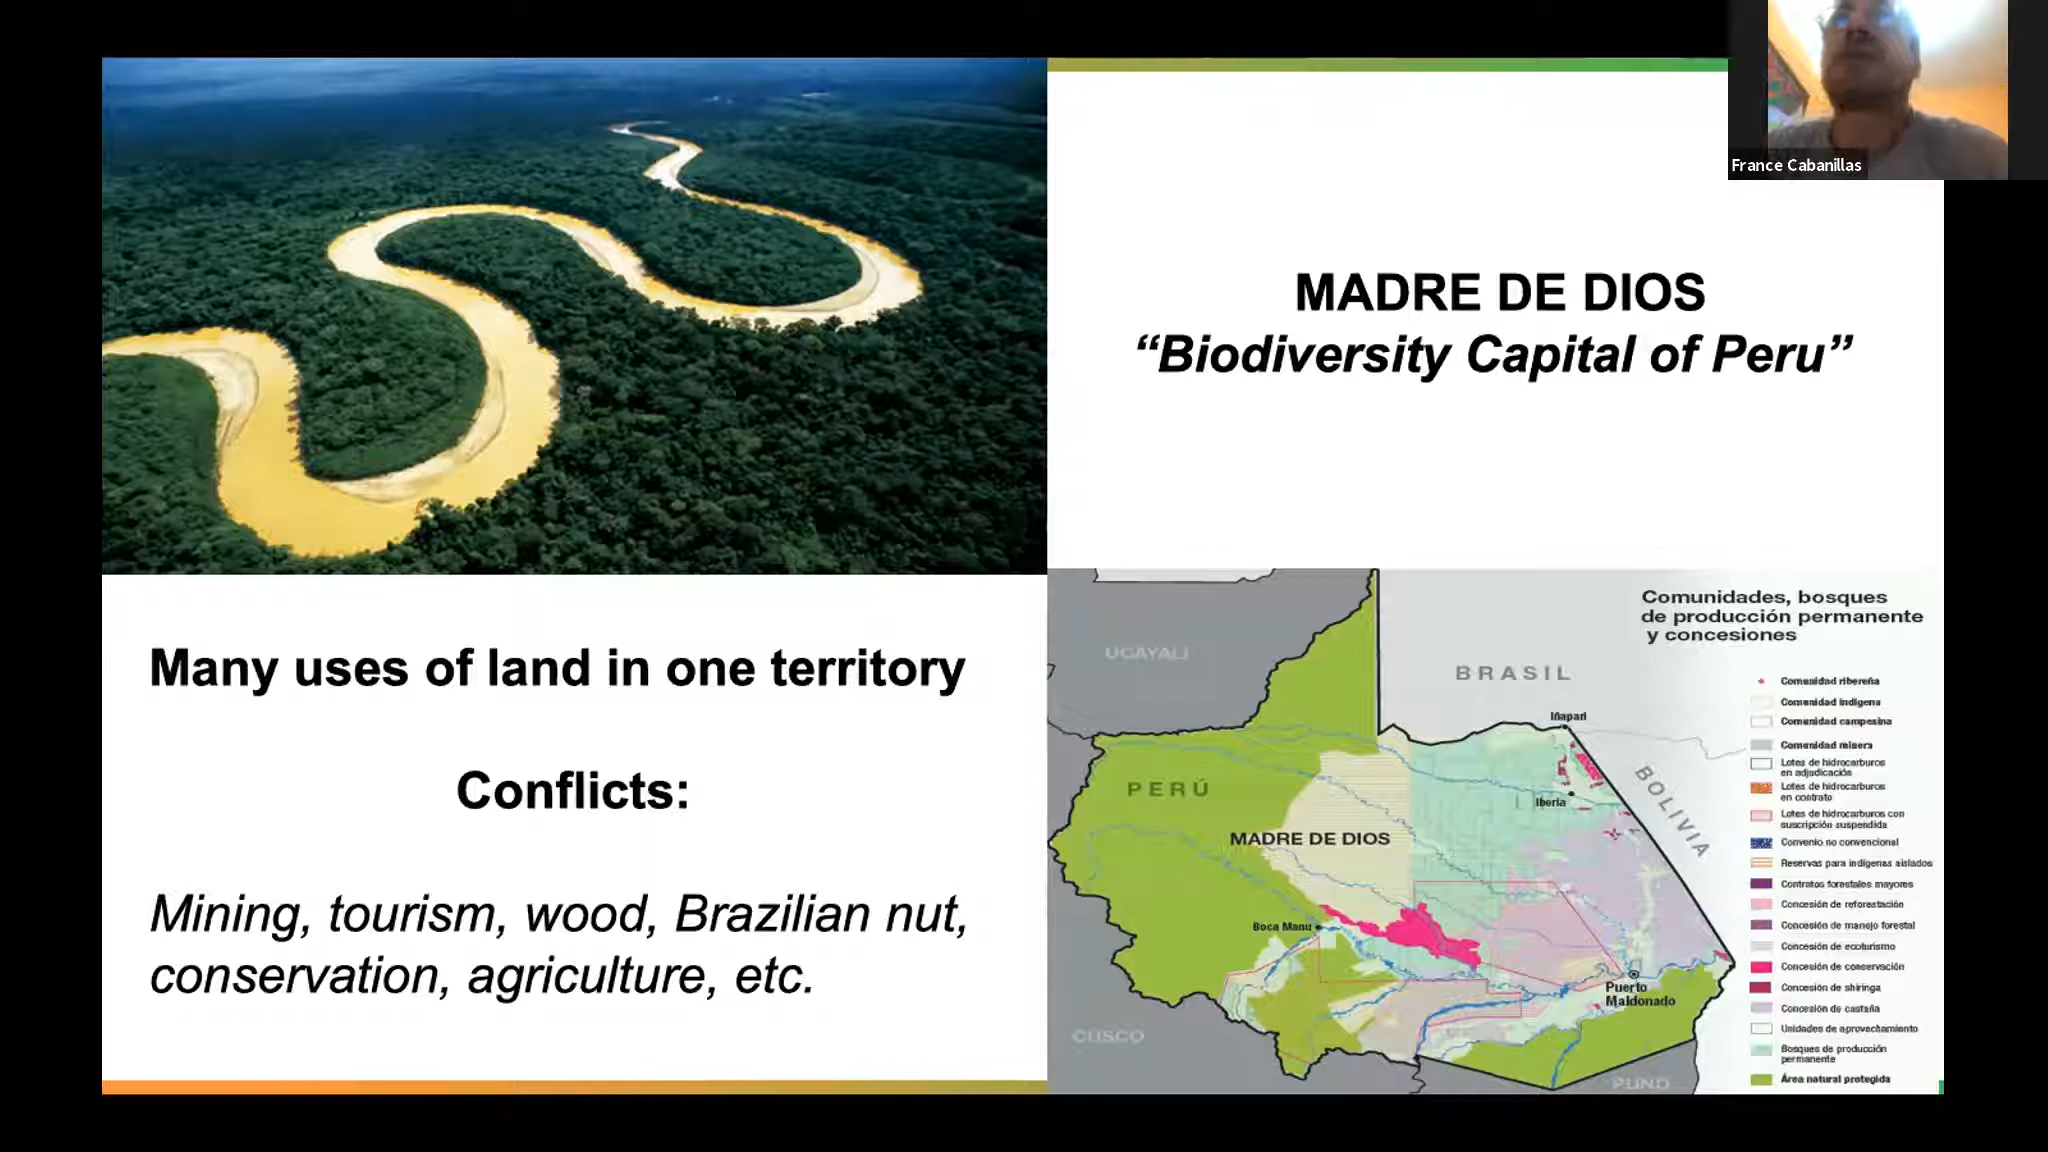 France Cabanillas
MADRE DE DIOS
“Biodiversity Capital of Peru”
Many uses of land in one territory
Conflicts:
Mining, tourism, wood, Brazilian nut,
conservation, agriculture, etc.
Comunidades, bosques
de producción permanente
y concesiones
UCAYALI
BRASIL
Iñapari
PERÚ
BOLIVIA
Iberia
MADRE DE DIOS
Boca Manu
Puerto
Maldonado
CUSCO
PUNO
Comunidad ribereña
Comunidad indígena
Comunidad campesina
Comunidad minera
Lotes de hidrocarburos
en adjudicación
Lotes de hidrocarburos
en contrato
Lotes de hidrocarburos con
suscripción suspendida
Convenio no convencional
Reservas para indígenas aislados
Contratos forestales mayores
Concesión de reforestación
Concesión de manejo forestal
Concesión de ecoturismo
Concesión de conservación
Concesión de shiringa
Concesión de castaña
Unidades de aprovechamiento
Bosques de producción
permanente
Área natural protegida